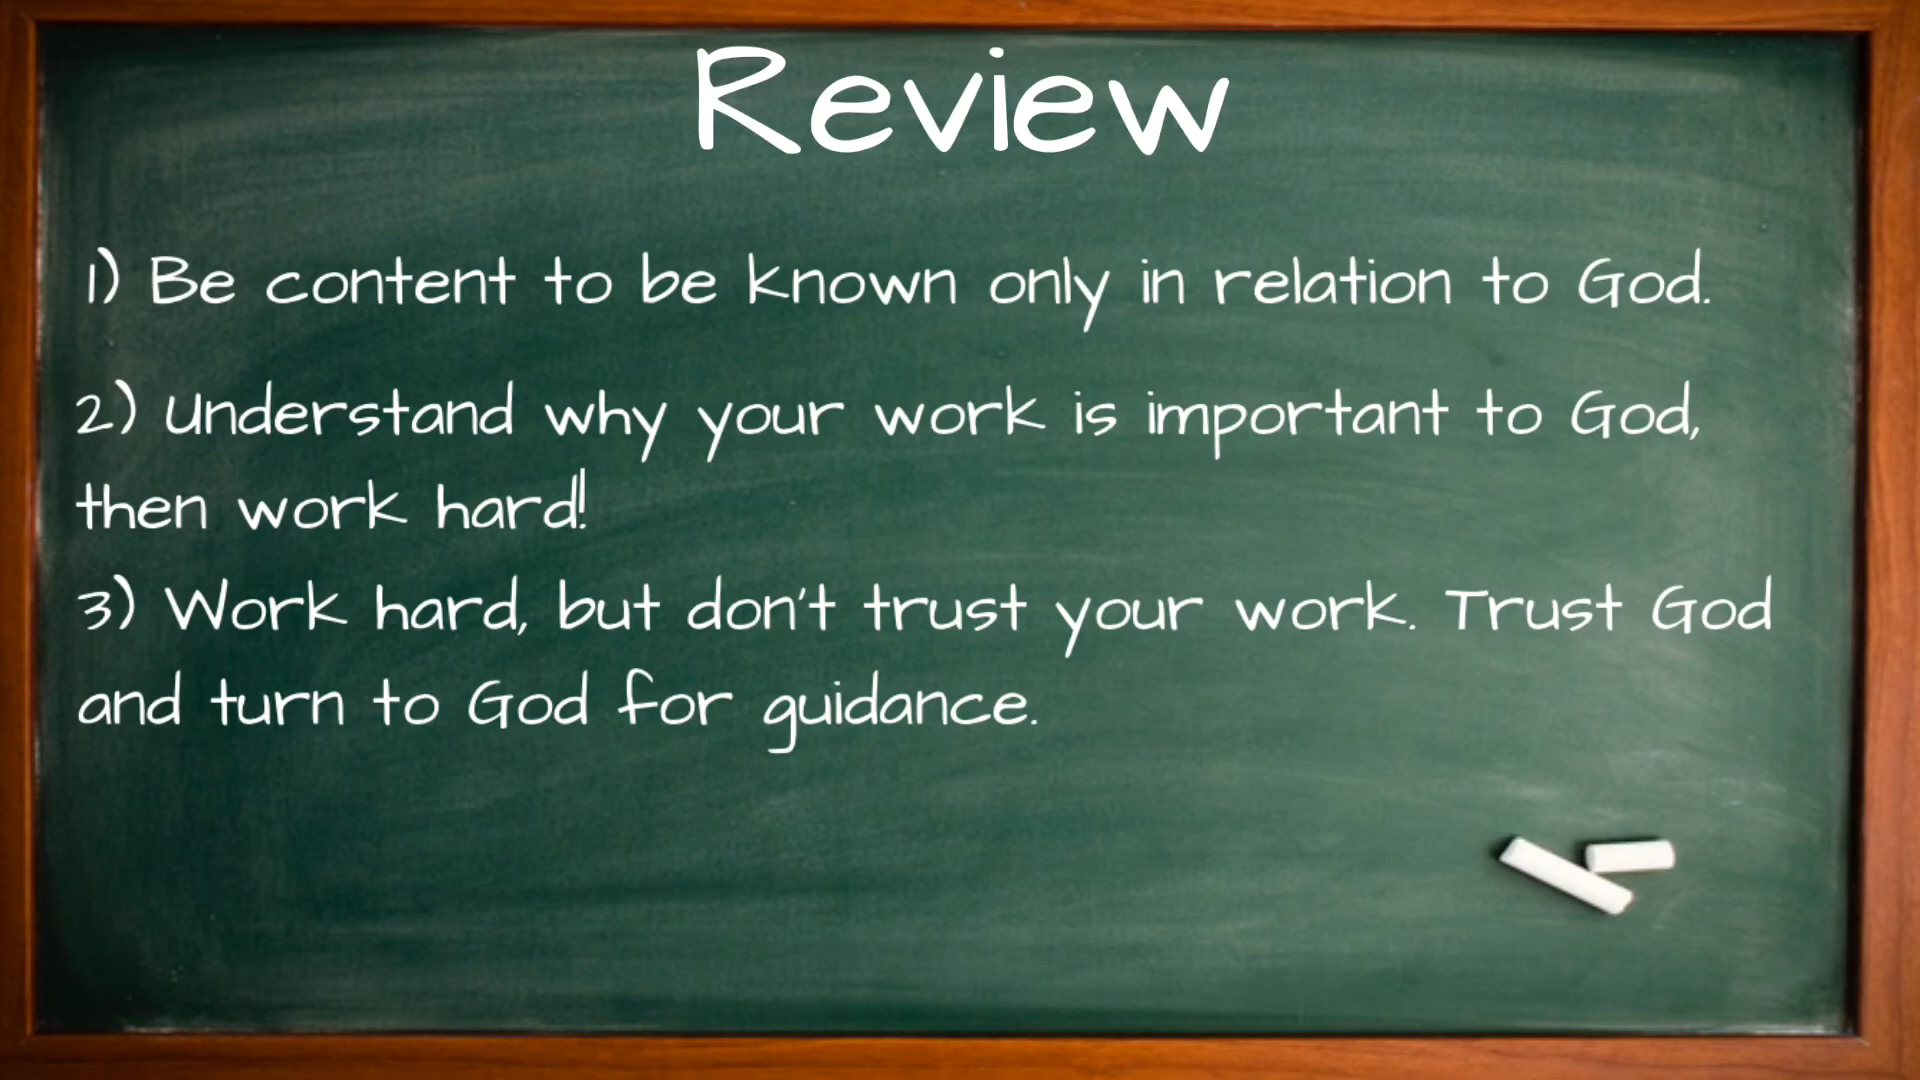 Review
1) Be content to be known only in relation to God.
2) Understand why your work is important to God,
then work hard!
3) Work hard, but don't trust your work. Trust God
and turn to God for guidance.